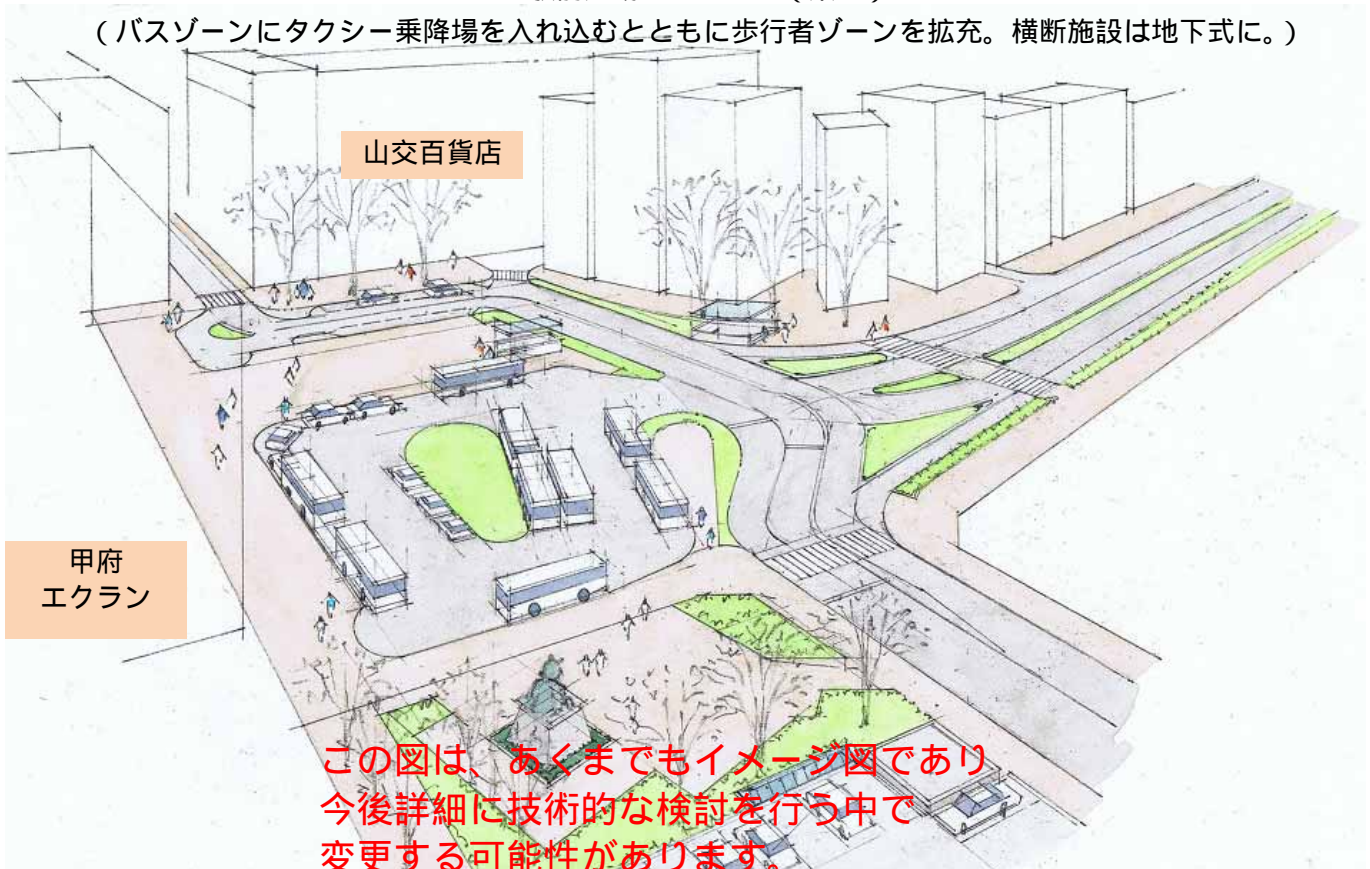 (バスゾーンにタクシー乗降場を入れ込むとともに歩行者ゾーンを拡充。横断施設は地下式に。)
山交百貨店
甲府
エクラン
この図は、あくまでもイメージ図であり
今後詳細に技術的な検討を行う中で
変更する可能性があります。